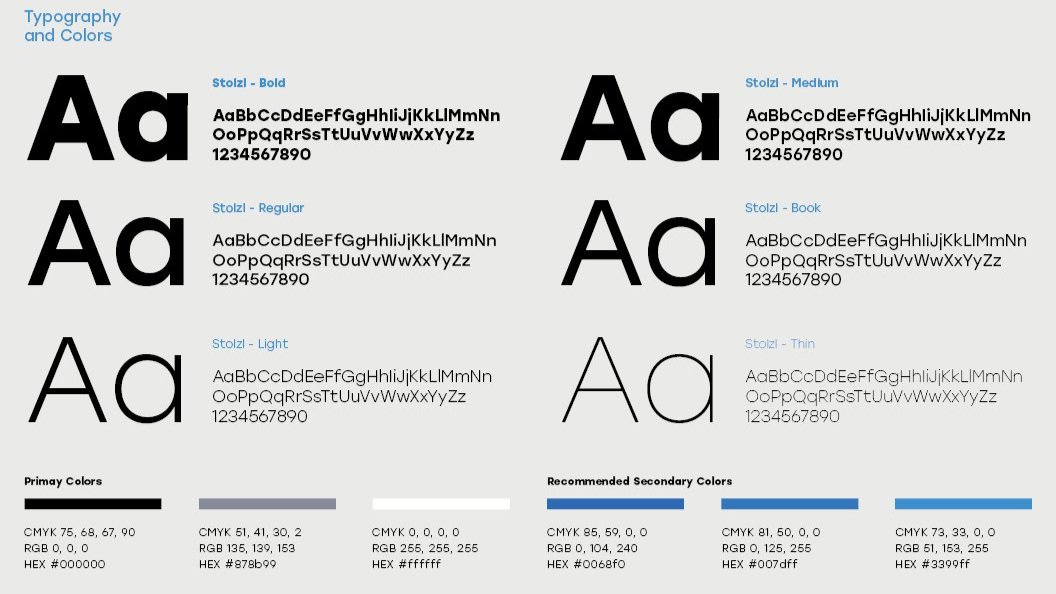 Typography
and Colors
Aa
Stolzl - Bold
AaBbCcDdEeFfGgHhIiJjKkLlMmNn
OoPpQqRrSsTtUuVvWwXxYyZz
1234567890
Aa
Stolzl - Medium
AaBbCcDdEeFfGgHhIiJjKkLlMmNn
OoPpQqRrSsTtUuVvWwXxYyZz
1234567890
Aa
Stolzl - Regular
AaBbCcDdEeFfGgHhIiJjKkLlMmNn
OoPpQqRrSsTtUuVvWwXxYyZz
1234567890
Aa
Stolzl - Book
AaBbCcDdEeFfGgHhIiJjKkLlMmNn
OoPpQqRrSsTtUuVvWwXxYyZz
1234567890
Aa
Stolzl - Light
AaBbCcDdEeFfGgHhIiJjKkLlMmNn
OoPpQqRrSsTtUuVvWwXxYyZz
1234567890
Aa
Stolzl - Thin
AaBbCcDdEeFfGgHhIiJjKkLlMmNn
OoPpQqRrSsTtUuVvWwXxYyZz
1234567890
Primay Colors
CMYK 75, 68, 67, 90
RGB 0, 0, 0
HEX #000000
CMYK 51, 41, 30, 2
RGB 135, 139, 153
HEX #878b99
CMYK 0, 0, 0, 0
RGB 255, 255, 255
HEX #ffffff
Recommended Secondary Colors
CMYK 85, 59, 0, 0
RGB 0, 104, 240
HEX #0068f0
CMYK 81, 50, 0, 0
RGB 0, 125, 255
HEX #007dff
CMYK 73, 33, 0, 0
RGB 51, 153, 255
HEX #3399ff